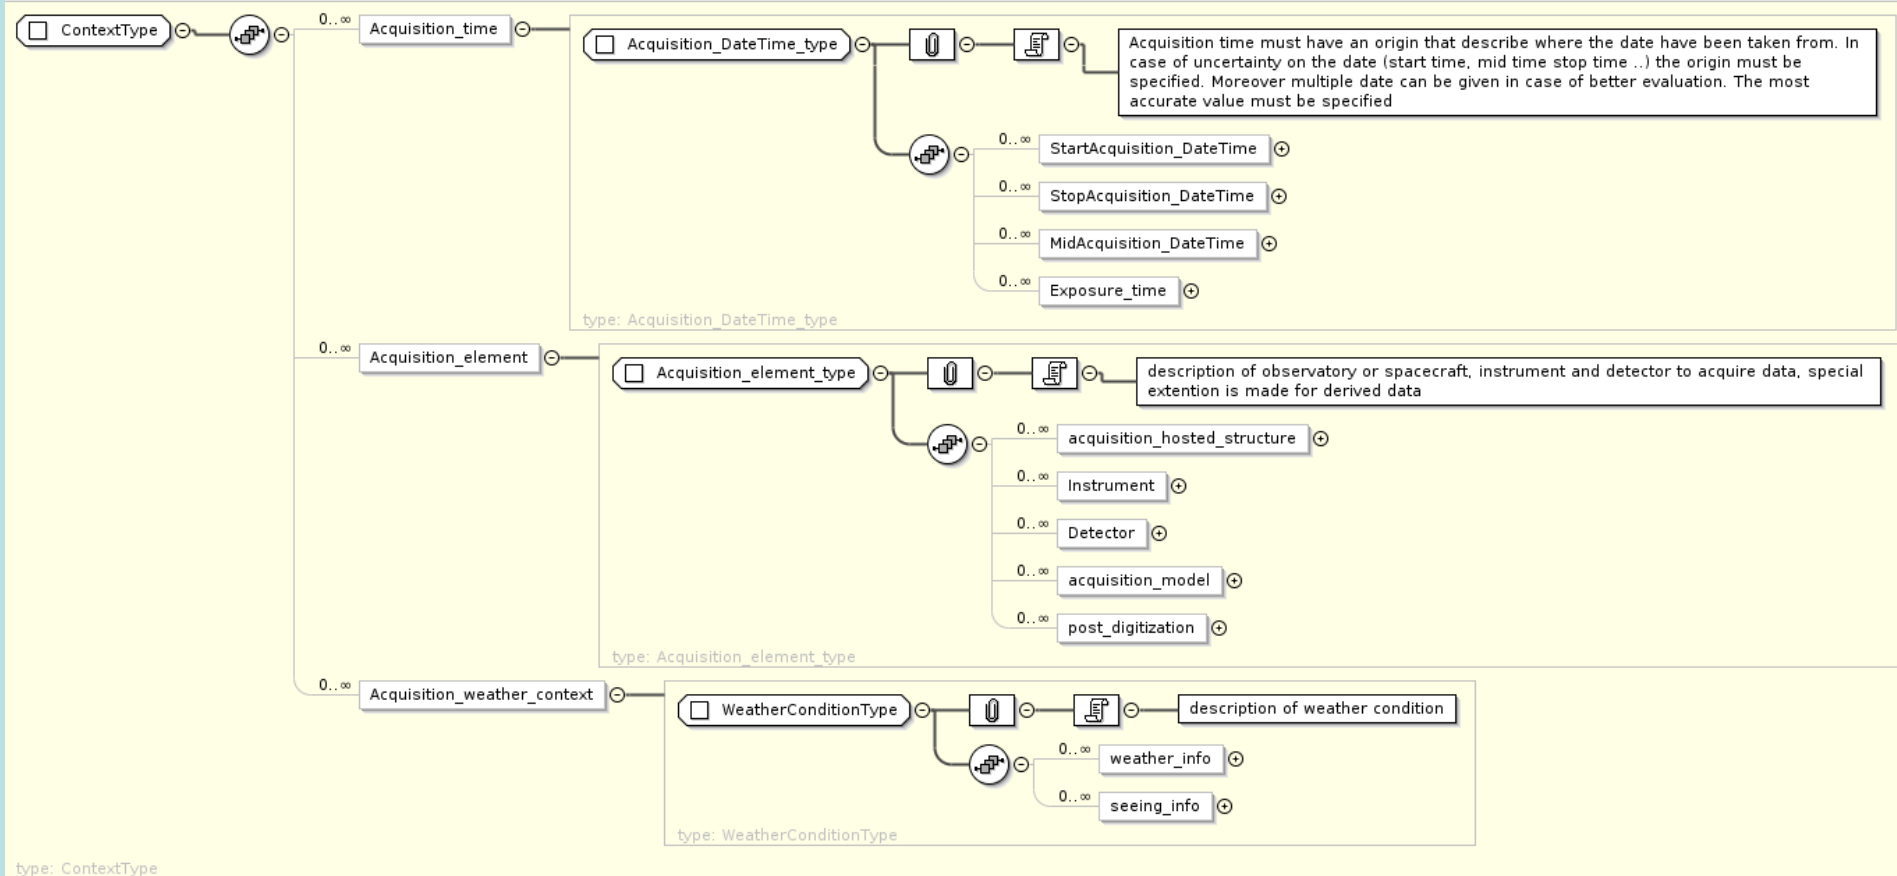 ContextType
0..∞
Acquisition_time
Acquisition_DateTime_type
Acquisition time must have an origin that describe where the date have been taken from. In
case of uncertainty on the date (start time, mid time stop time ..) the origin must be
specified. Moreover multiple date can be given in case of better evaluation. The most
accurate value must be specified
0..∞
StartAcquisition_DateTime
0..∞
StopAcquisition_DateTime
0..∞
MidAcquisition_DateTime
0..∞
Exposure_time
type: Acquisition_DateTime_type
0..∞
Acquisition_element
Acquisition_element_type
description of observatory or spacecraft, instrument and detector to acquire data, special
extention is made for derived data
0..∞
acquisition_hosted_structure
0..∞
Instrument
0..∞
Detector
0..∞
acquisition_model
0..∞
post_digitization
type: Acquisition_element_type
0..∞
Acquisition_weather_context
WeatherConditionType
description of weather condition
0..∞
weather_info
0..∞
seeing_info
type: WeatherConditionType
type: ContextType